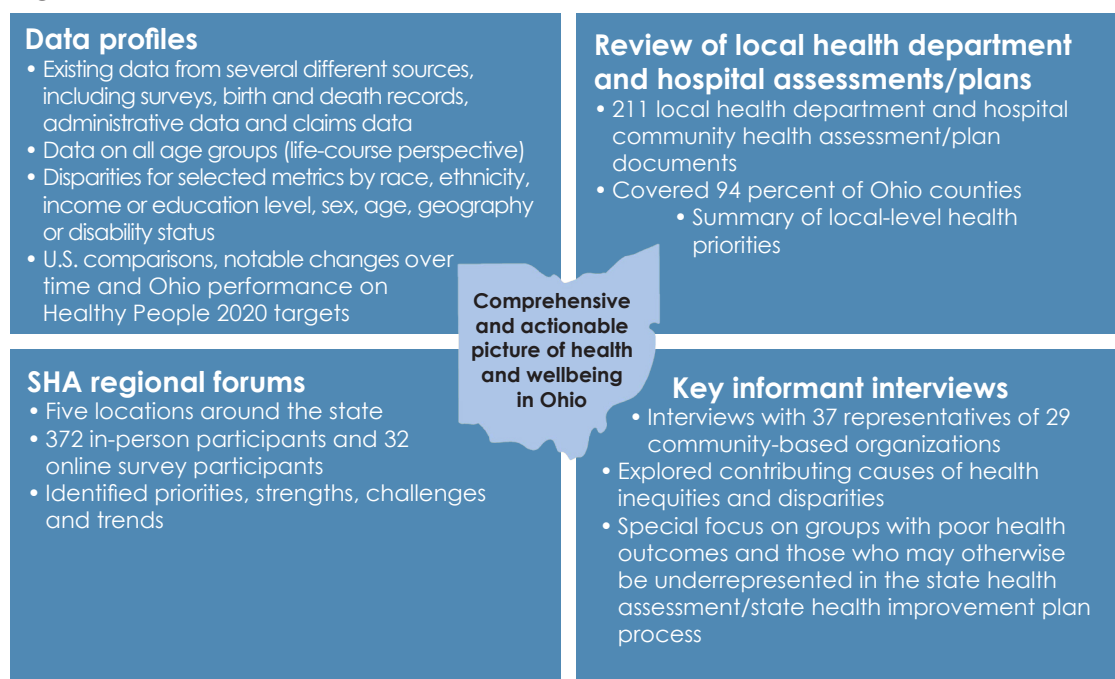 Data profiles
• Existing data from several different sources,
including surveys, birth and death records,
administrative data and claims data
• Data on all age groups (life-course perspective)
• Disparities for selected metrics by race, ethnicity,
income or education level, sex, age, geography
or disability status
• U.S. comparisons, notable changes over
time and Ohio performance on
Healthy People 2020 targets
Review of local health department
and hospital assessments/plans
• 211 local health department and hospital
community health assessment/plan
documents
• Covered 94 percent of Ohio counties
• Summary of local-level health
priorities
Comprehensive
and actionable
picture of health
and wellbeing
in Ohio
SHA regional forums
• Five locations around the state
• 372 in-person participants and 32
online survey participants
• Identified priorities, strengths, challenges
and trends
Key informant interviews
• Interviews with 37 representatives of 29
community-based organizations
• Explored contributing causes of health
inequities and disparities
• Special focus on groups with poor health
outcomes and those who may otherwise
be underrepresented in the state health
assessment/state health improvement plan
process